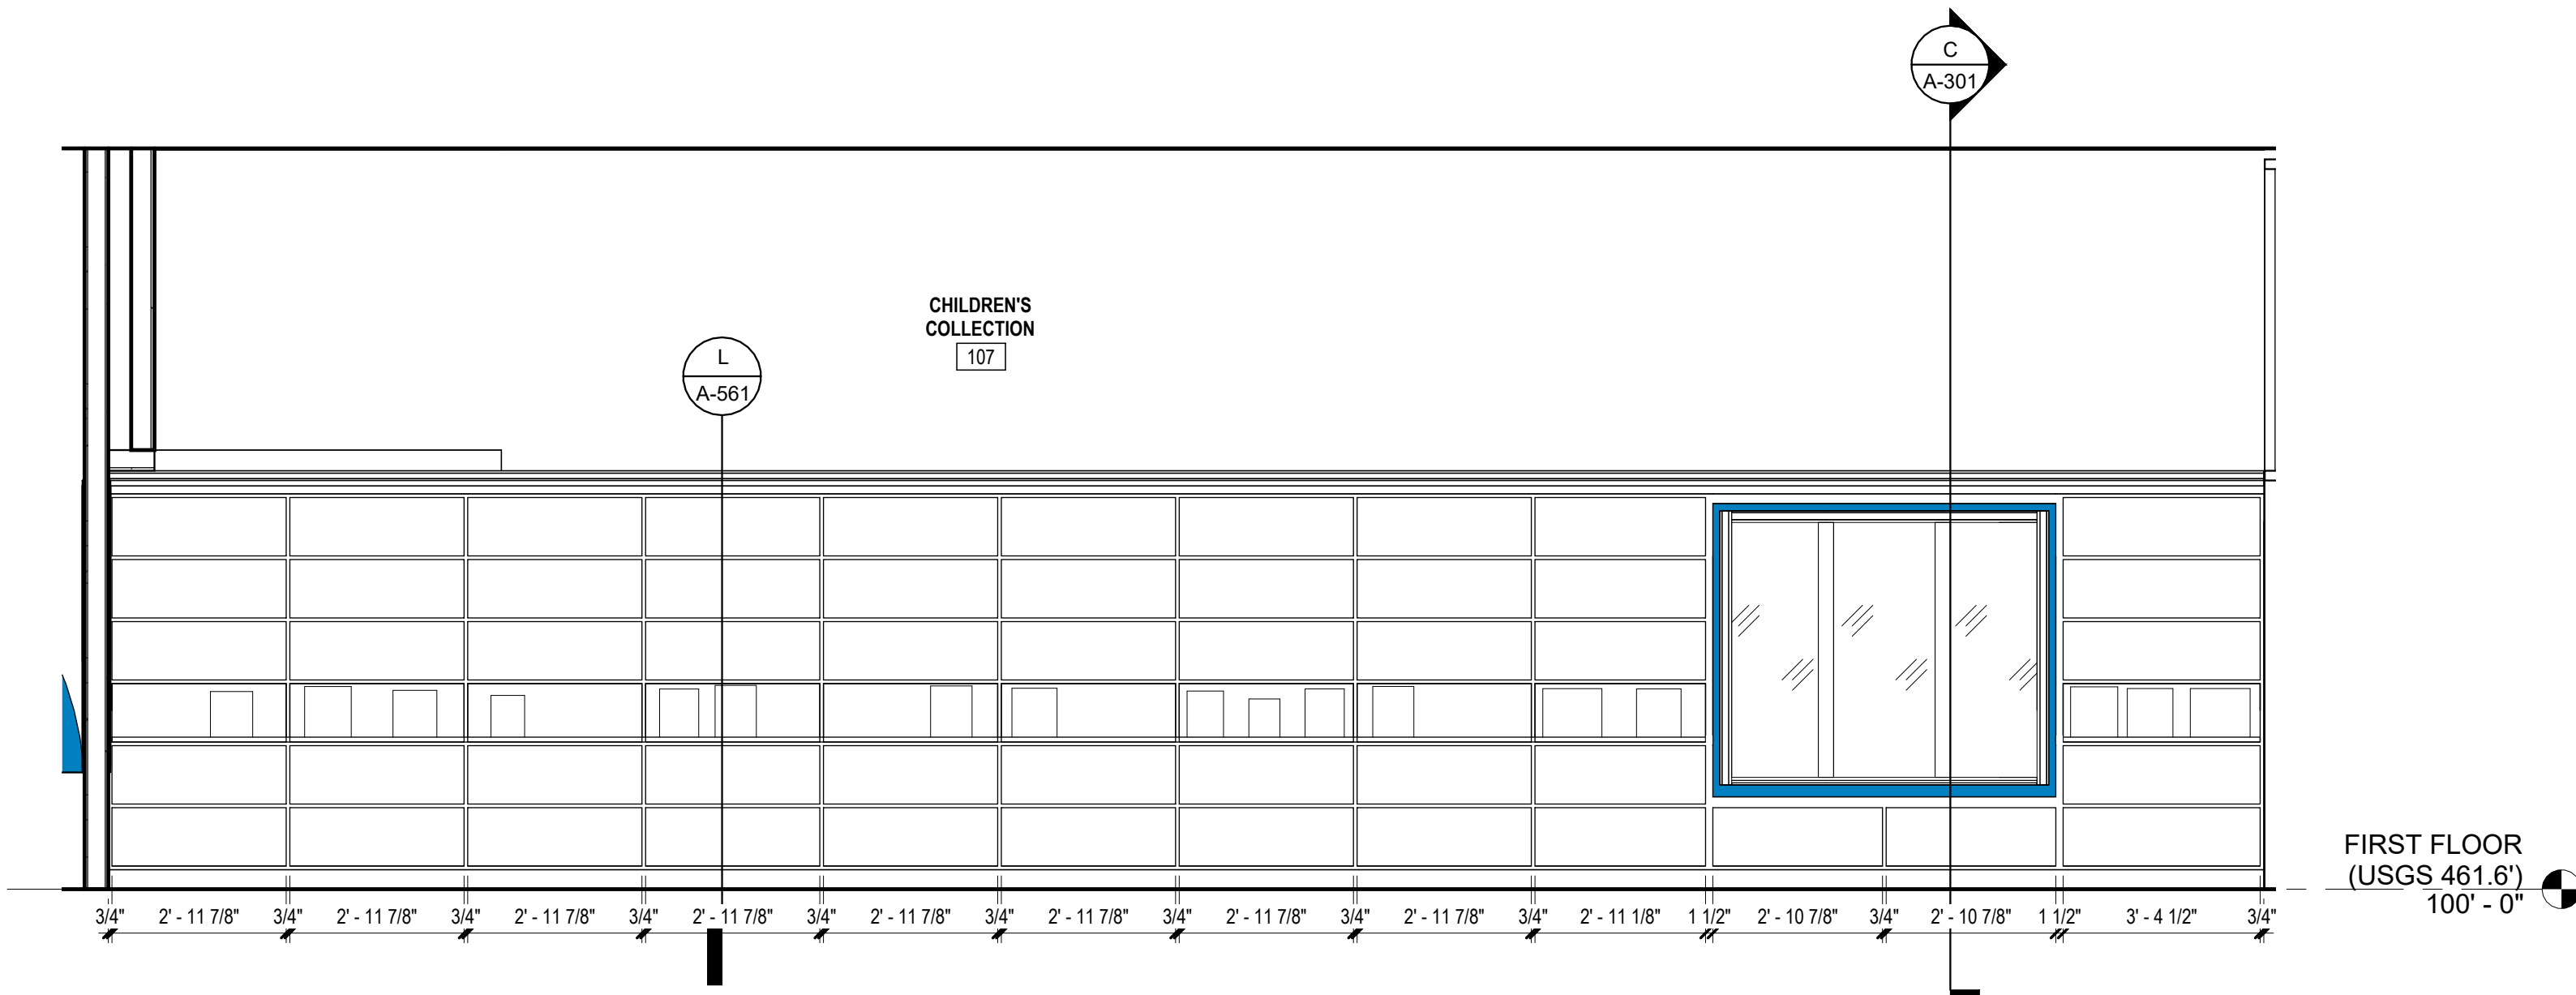 C
A-301
CHILDREN'S
COLLECTION
107
L
A-561
FIRST FLOOR
(USGS 461.6')
100' - 0"
3/4" 2' - 11 7/8" 3/4" 2' - 11 7/8" 3/4" 2' - 11 7/8" 3/4" 2' - 11 7/8" 3/4" 2' - 11 7/8" 3/4" 2' - 11 7/8" 3/4" 2' - 11 7/8" 3/4" 2' - 11 7/8" 3/4" 2' - 11 1/8" 1 1/2" 2' - 10 7/8" 3/4" 2' - 10 7/8" 1 1/2" 3' - 4 1/2" 3/4"